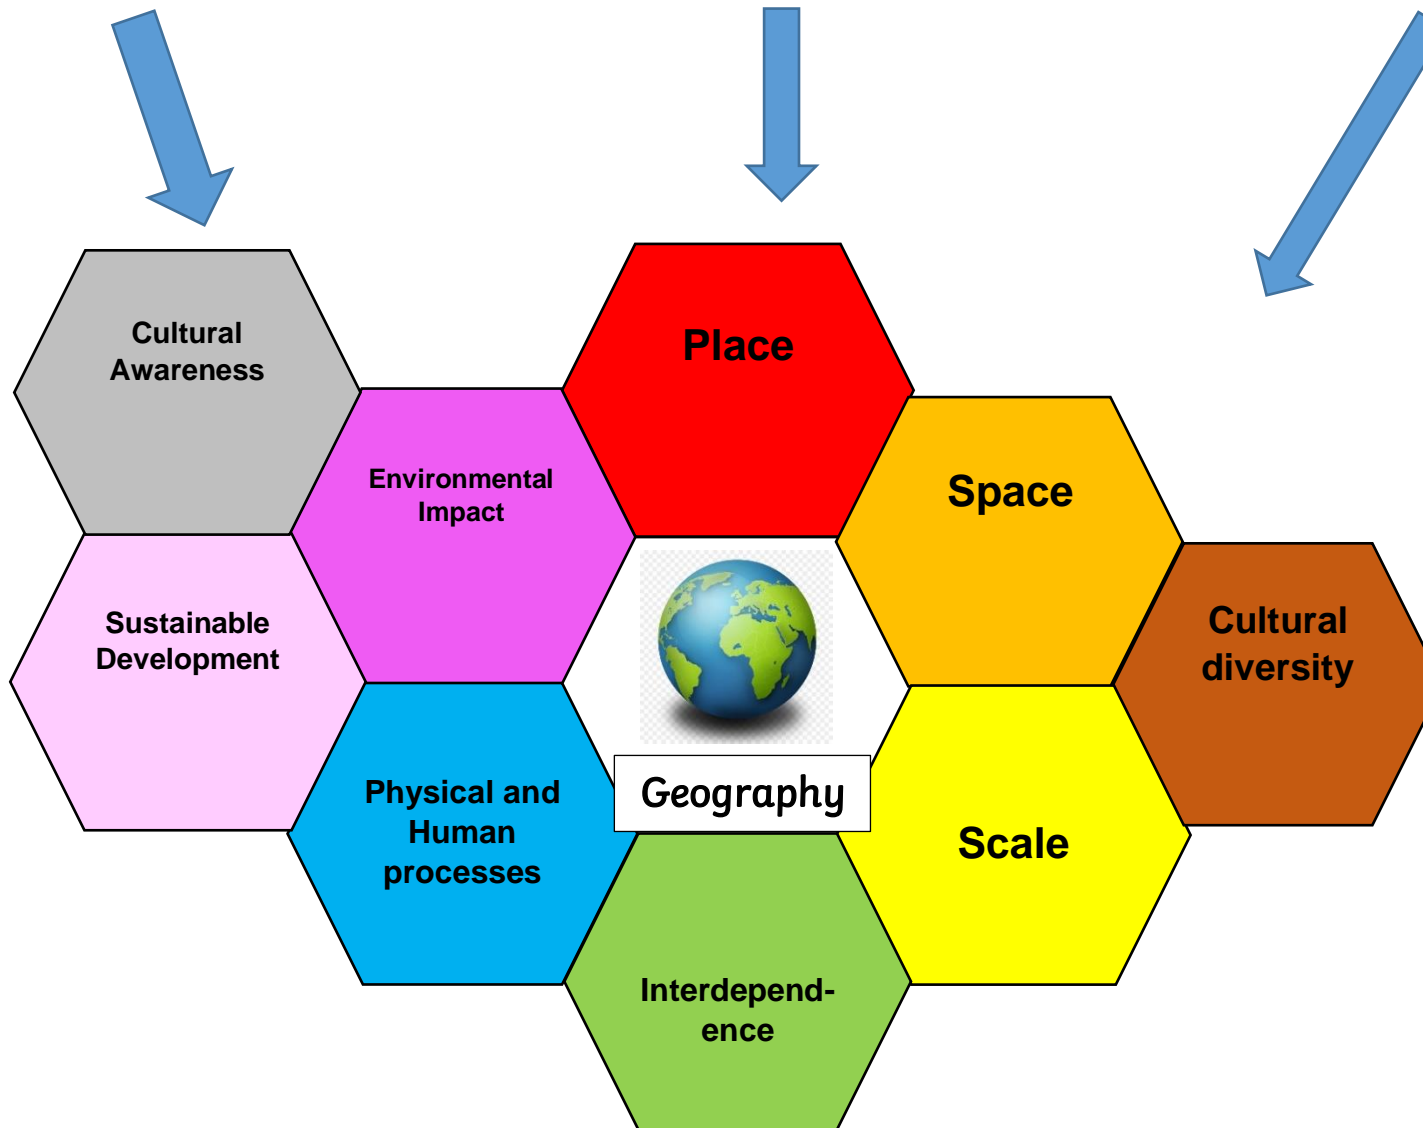 Cultural
Awareness
Place
Environmental
Impact
Space
Sustainable
Development
Cultural
diversity
Physical and
Human
processes
Geography
Scale
Interdepend-
ence